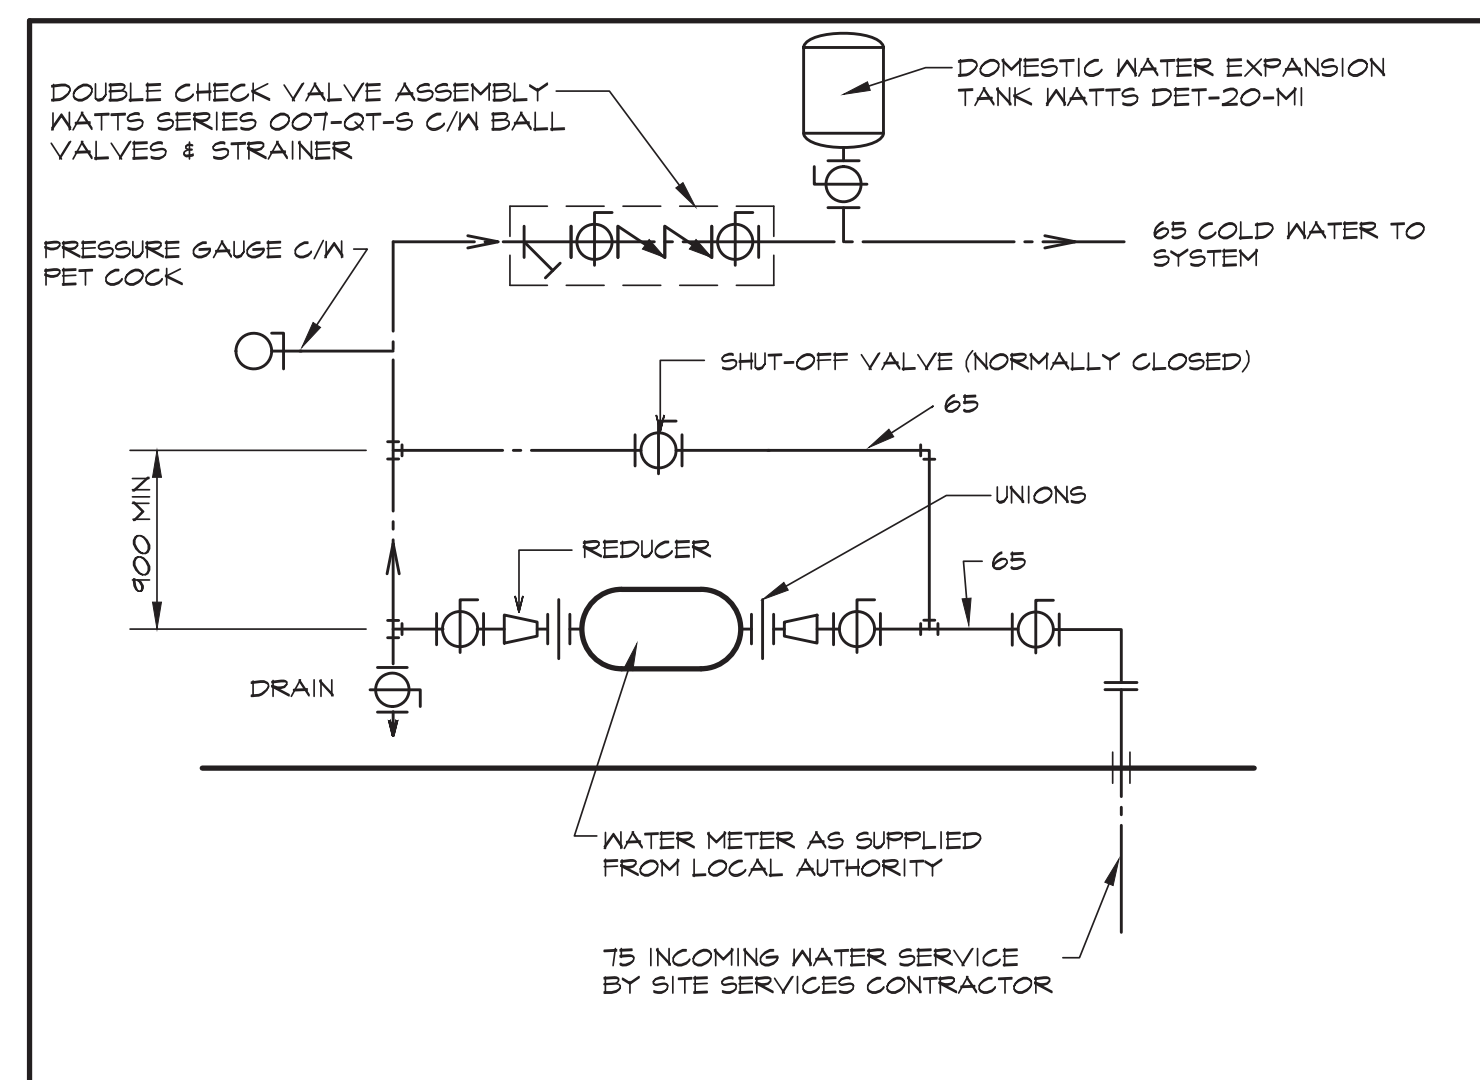 DOUBLE CHECK VALVE ASSEMBLY
WATTS SERIES 007-QT-S C/W BALL
VALVES & STRAINER
DOMESTIC WATER EXPANSION
TANK WATTS DET-20-M1
PRESSURE GAUGE C/W
PET COCK
65 COLD WATER TO
SYSTEM
SHUT-OFF VALVE (NORMALLY CLOSED)
65
900 MIN
UNIONS
REDUCER
65
DRAIN
WATER METER AS SUPPLIED
FROM LOCAL AUTHORITY
75 INCOMING WATER SERVICE
BY SITE SERVICES CONTRACTOR